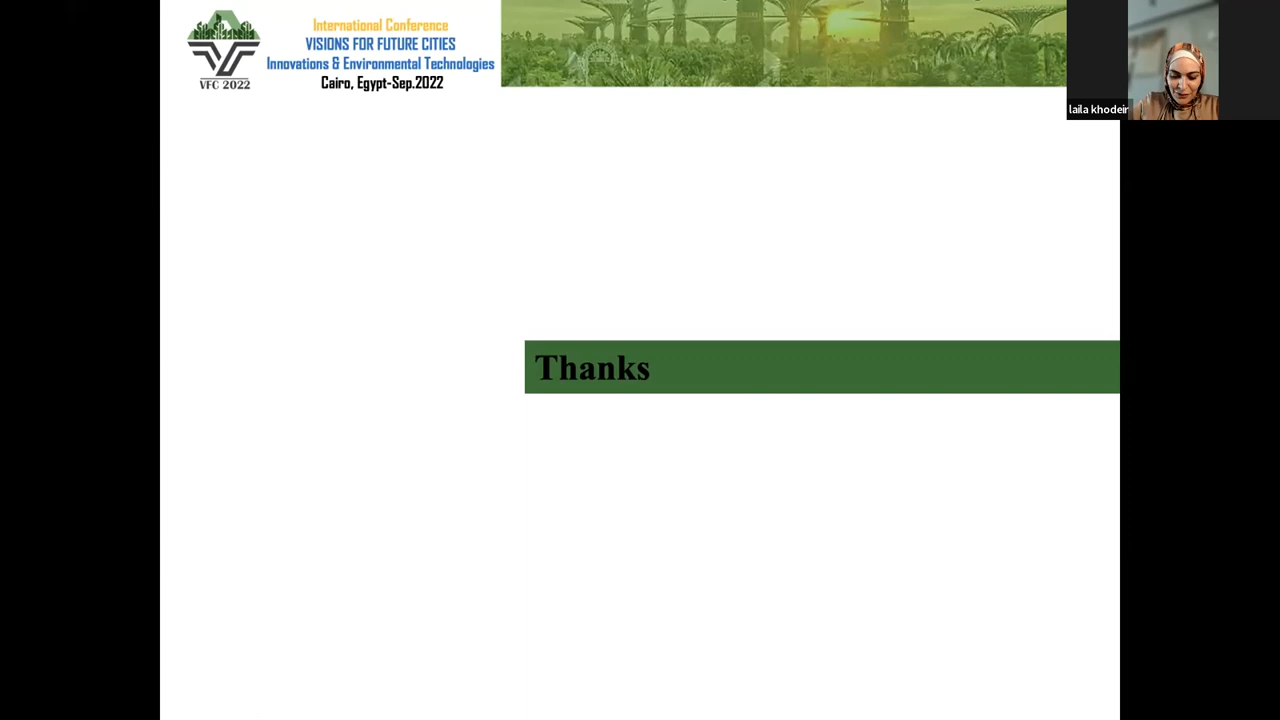 International Conference
VISIONS FOR FUTURE CITIES
Innovations & Environmental Technologies
Cairo, Egypt-Sep.2022
VFC 2022
laila khodeir
Thanks